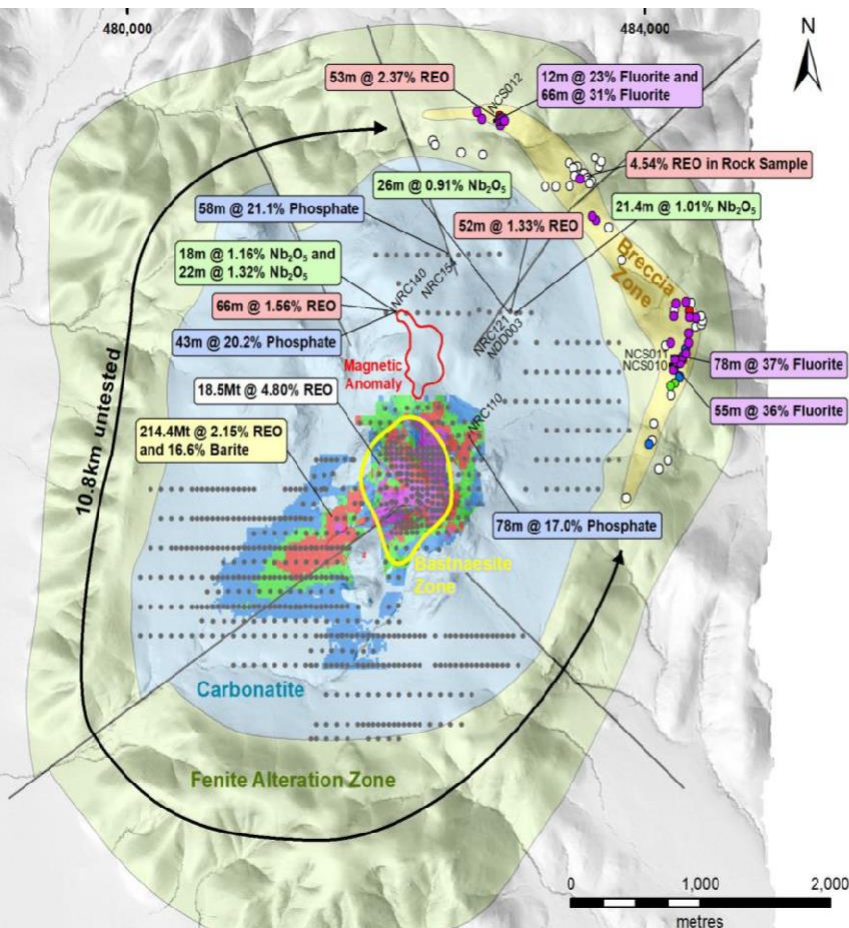 480,000
484,000
N
53m @ 2.37% REO
NCS012
12m @ 23% Fluorite and
66m @ 31% Fluorite
4.54% REO in Rock Sample
26m @ 0.91% Nb₂O₅
58m @ 21.1% Phosphate
21.4m @ 1.01% Nb₂O₅
52m @ 1.33% REO
18m @ 1.16% Nb₂O₅ and
22m @ 1.32% Nb₂O₅
Breccia
Zone
NRC140
NRC154
66m @ 1.56% REO
NRC121
NDD003
43m @ 20.2% Phosphate
Magnetic
Anomaly
NCS011
NCS010
78m @ 37% Fluorite
18.5Mt @ 4.80% REO
55m @ 36% Fluorite
NRC110
214.4Mt @ 2.15% REO
and 16.6% Barite
10.8km untested
78m @ 17.0% Phosphate
Bastnaesite
Zone
Carbonatite
Fenite Alteration Zone
0
1,000
2,000
metres